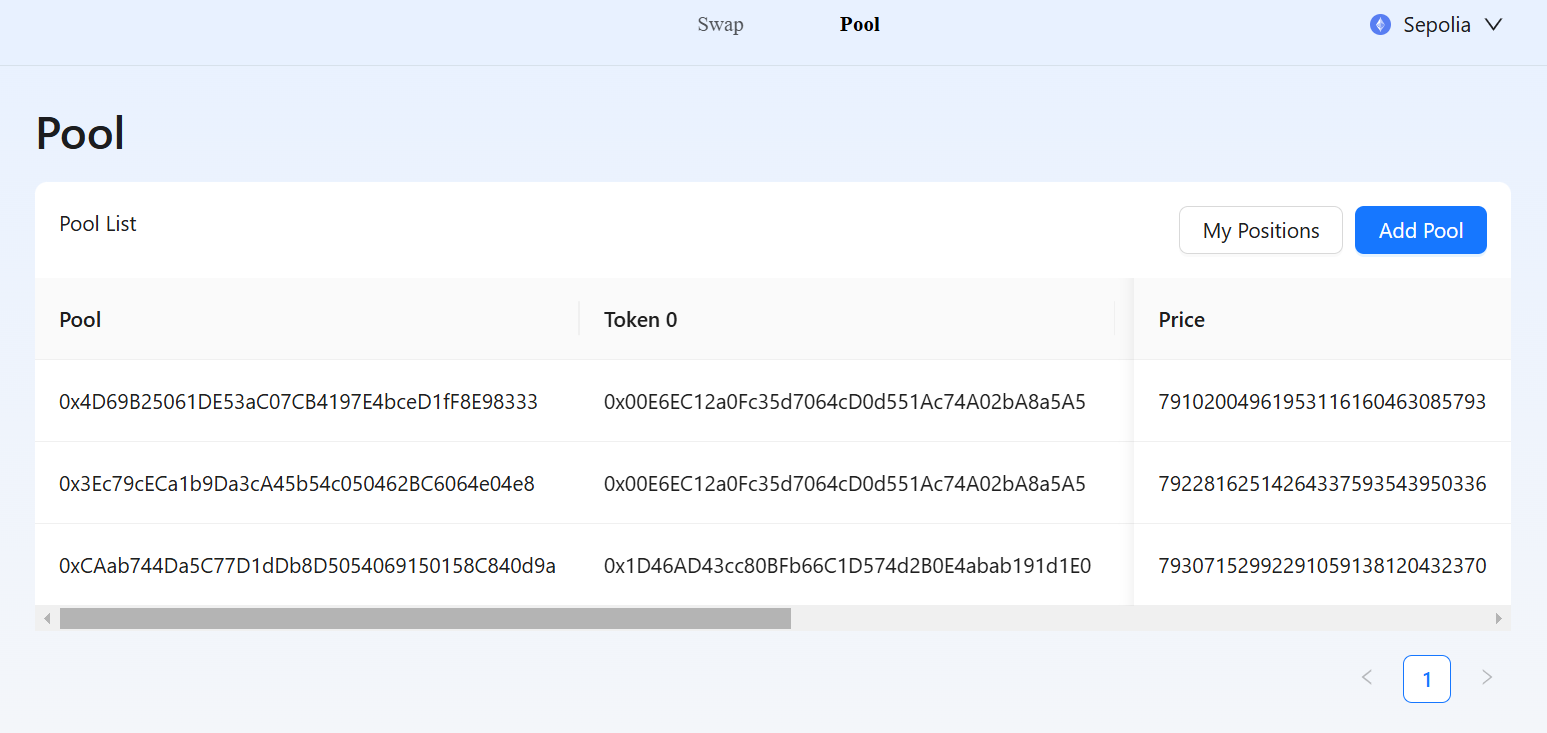 Swap Pool Sepolia
Pool
Pool List My Positions Add Pool
Pool Token 0 Price
0x4D69B25061DE53aC07CB4197E4bceD1fF8E98333 0x00E6EC12a0Fc35d7064cD0d551Ac74A02bA8a5A5 79102004961953116160463085793
0x3Ec79cECa1b9Da3cA45b54c050462BC6064e04e8 0x00E6EC12a0Fc35d7064cD0d551Ac74A02bA8a5A5 79228162514264337593543950336
0xCAab744Da5C77D1dDb8D5054069150158C840d9a 0x1D46AD43cc80BFb66C1D574d2B0E4abab191d1E0 79307152992291059138120432370
1